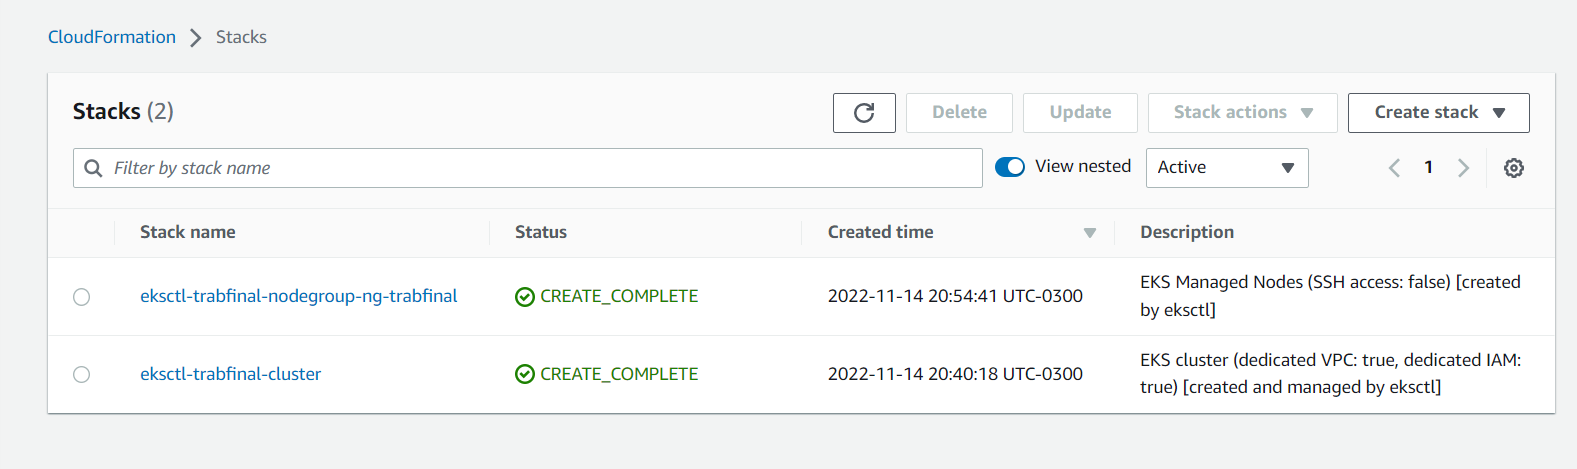 CloudFormation > Stacks
Stacks (2)
Delete
Update
Stack actions
Create stack
Filter by stack name
View nested
Active
1
Stack name
Status
Created time
Description
eksctl-trabfinal-nodegroup-ng-trabfinal
CREATE_COMPLETE
2022-11-14 20:54:41 UTC-0300
EKS Managed Nodes (SSH access: false) [created
by eksctl]
eksctl-trabfinal-cluster
CREATE_COMPLETE
2022-11-14 20:40:18 UTC-0300
EKS cluster (dedicated VPC: true, dedicated IAM:
true) [created and managed by eksctl]